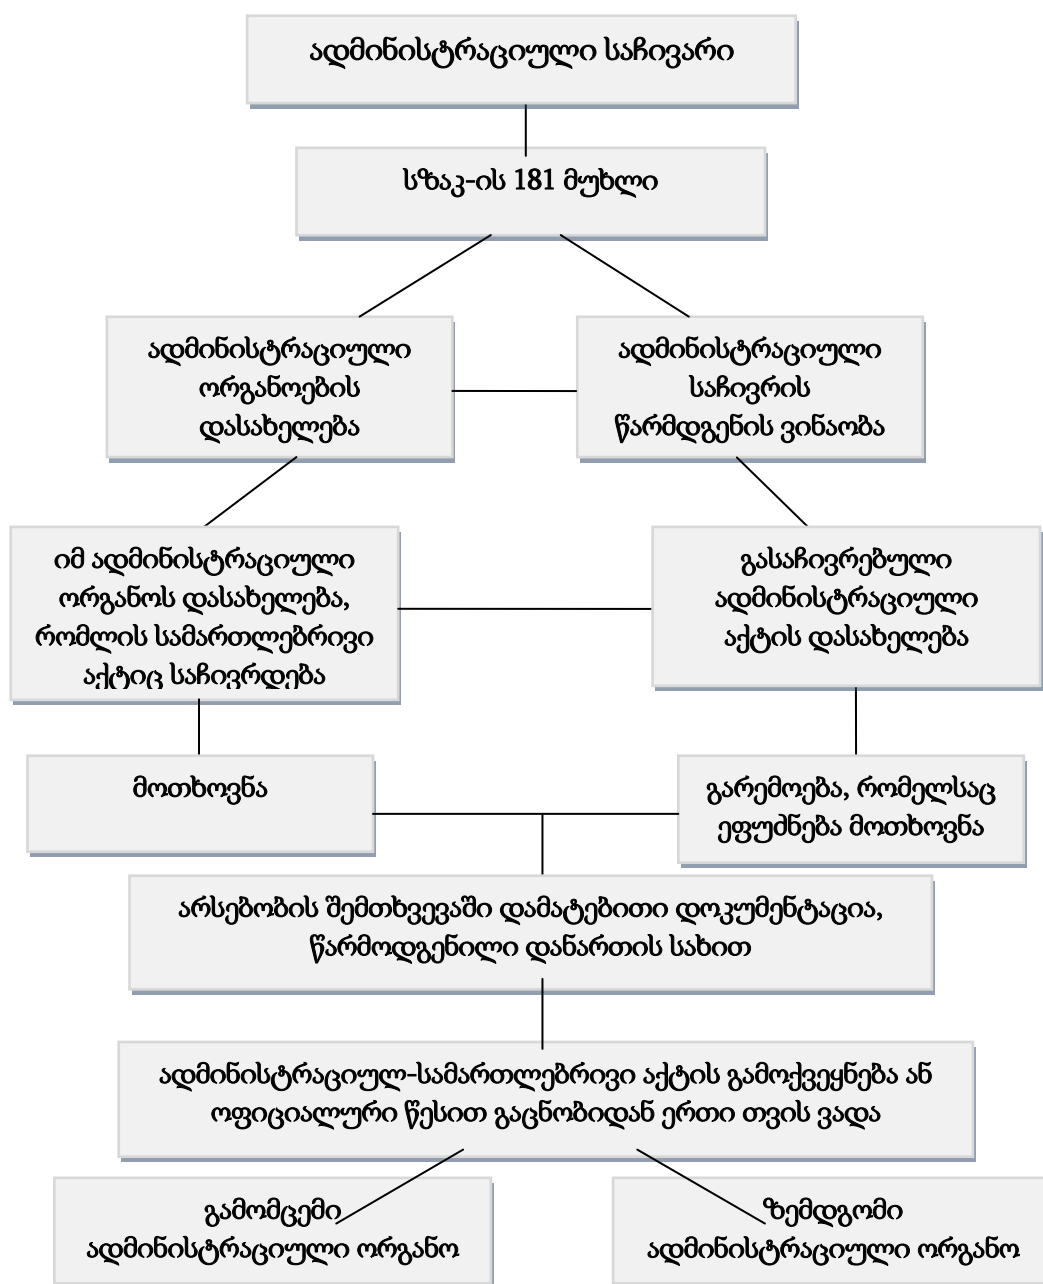 ადმინისტრაციული საჩივარი
სზაკ-ის 181 მუხლი
ადმინისტრაციული
ორგანოების
დასახელება
ადმინისტრაციული
საჩივრის
წარმდგენის ვინაობა
იმ ადმინისტრაციული
ორგანოს დასახელება,
რომლის სამართლებრივი
აქტიც საჩივრდება
გასაჩივრებული
ადმინისტრაციული
აქტის დასახელება
მოთხოვნა
გარემოება, რომელსაც
ეფუძნება მოთხოვნა
არსებობის შემთხვევაში დამატებითი დოკუმენტაცია,
წარმოდგენილი დანართის სახით
ადმინისტრაციულ-სამართლებრივი აქტის გამოქვეყნება ან
ოფიციალური წესით გაცნობიდან ერთი თვის ვადა
გამომცემი
ადმინისტრაციული ორგანო
ზემდგომი
ადმინისტრაციული ორგანო